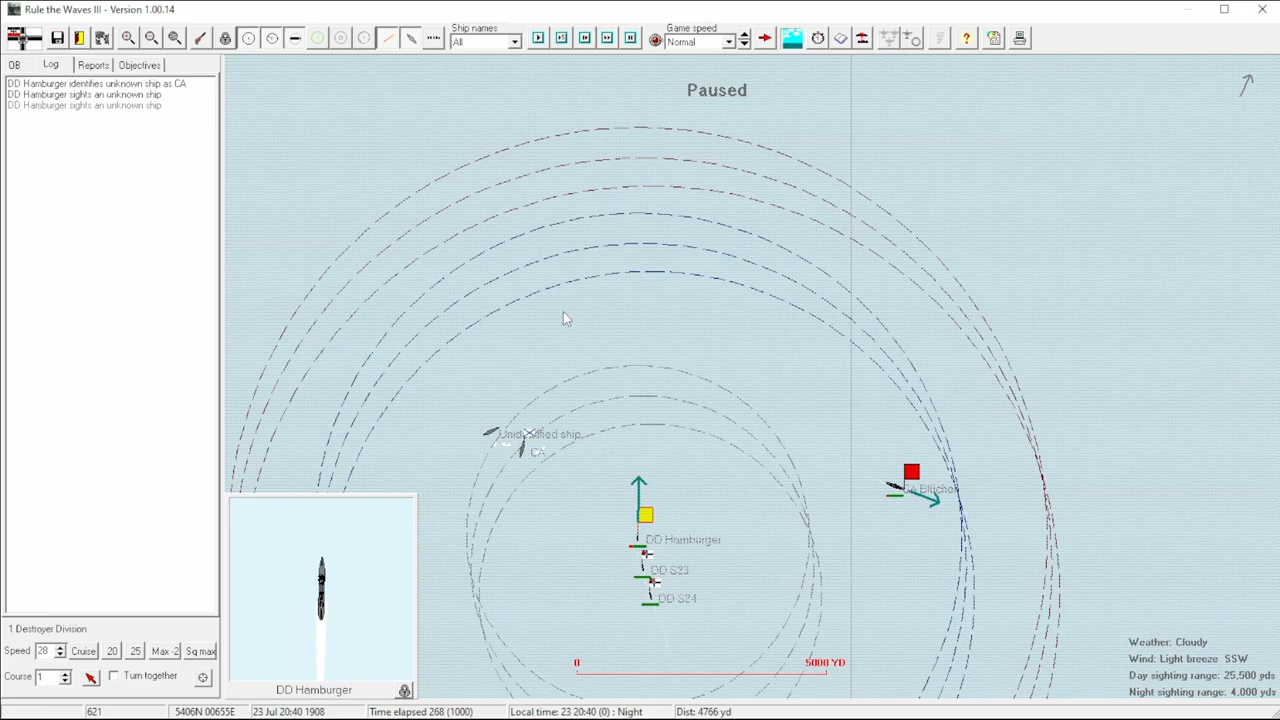 Rule the Waves III - Version 1.00.14
Ship names
All
Game speed
Normal
OB
Log
Reports
Objectives
DD Hamburger identifies unknown ship as CA
DD Hamburger sights an unknown ship
DD Hamburger sights an unknown ship
Paused
Unidentified ship
CA
CA Blücher
DD Hamburger
DD S23
DD S24
0
5000 YD
1 Destroyer Division
Speed 28 Cruise 20 25 Max -2 Sq max
Course 1 Turn together
DD Hamburger
Weather: Cloudy
Wind: Light breeze SSW
Day sighting range: 25,500 yds
Night sighting range: 4,000 yds
621 5406N 00655E 23 Jul 20:40 1908 Time elapsed 268 (1000) Local time: 23 20:40 (0) : Night Dist: 4766 yd